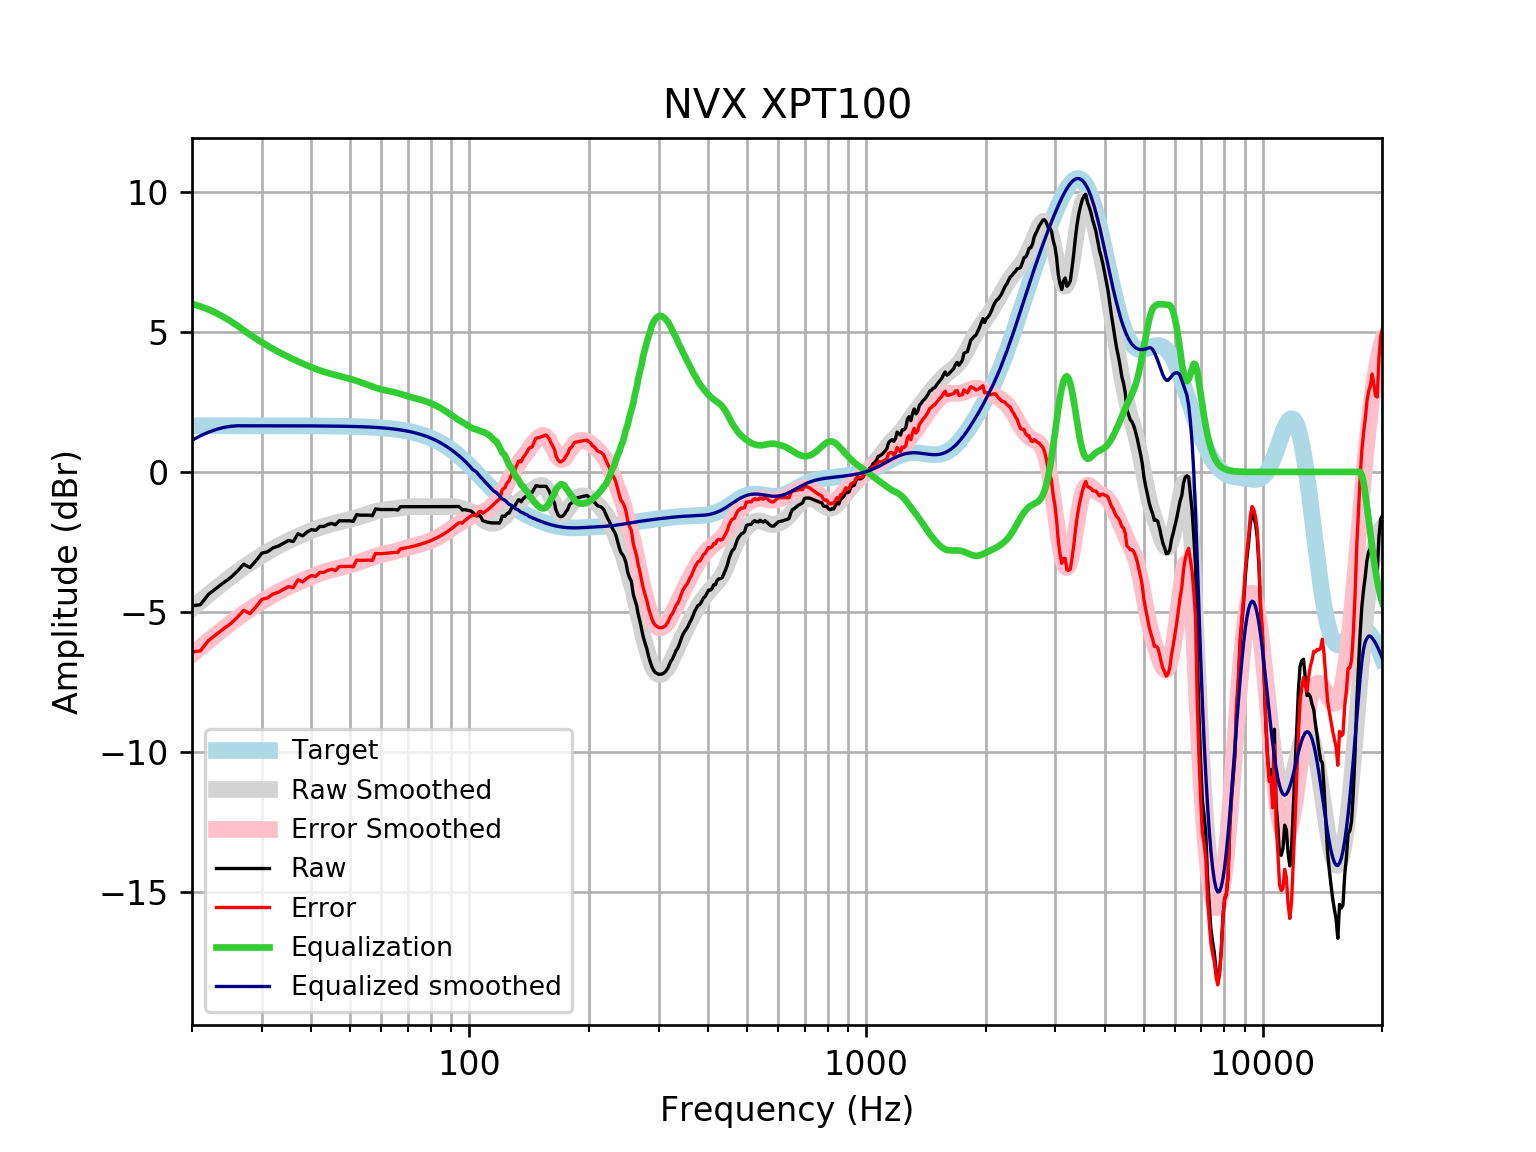 NVX XPT100
10
5
0
−5
−10
−15
Amplitude (dBr)
Target
Raw Smoothed
Error Smoothed
Raw
Error
Equalization
Equalized smoothed
100
1000
10000
Frequency (Hz)